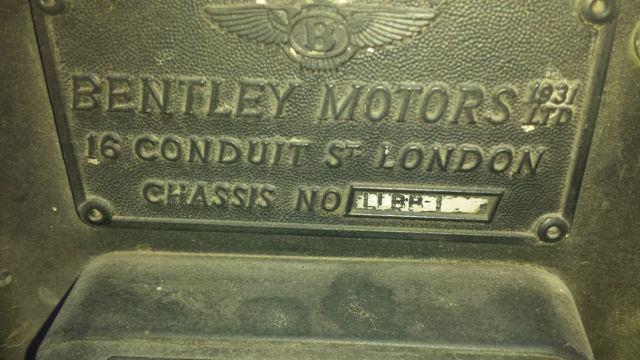 B
BENTLEY MOTORS 1931 LTD
16 CONDUIT ST LONDON
CHASSIS NO